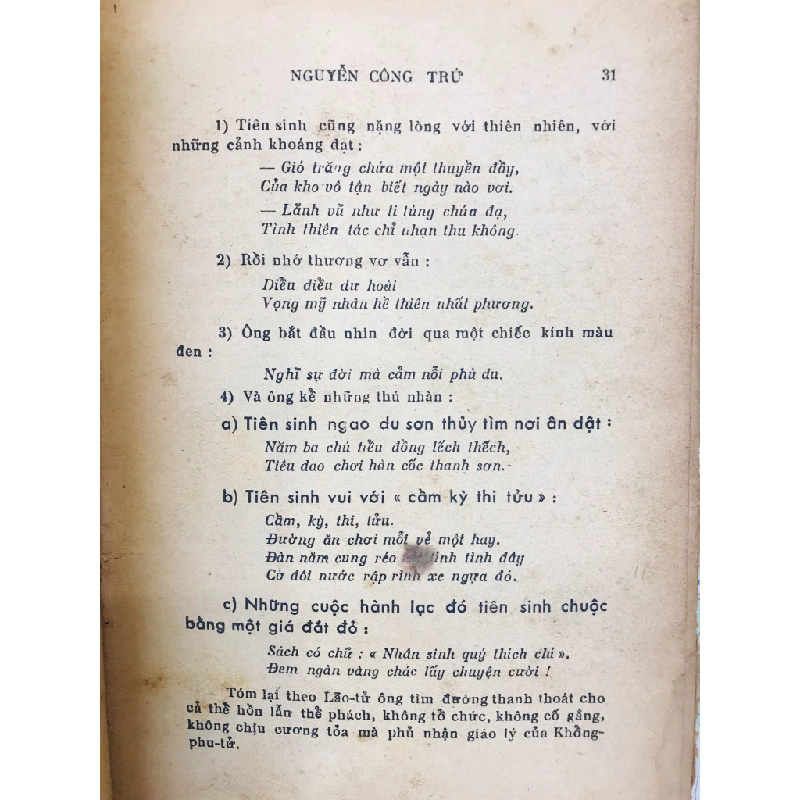 NGUYỄN CÔNG TRỨ 31
1) Tiên sinh cũng nặng lòng với thiên nhiên, với
những cảnh khoáng đạt :
— Gió trăng chứa một thuyền đầy,
Của kho vô tận biết ngày nào vơi.
— Lãnh vũ như ti tùng chúa dạ,
Tình thiên tác chỉ nhạn thu không.
2) Rồi nhớ thương vơ vẩn :
Diểu diểu dư hoài
Vọng mỹ nhân hề thiên nhất phương.
3) Ông bắt đầu nhìn đời qua một chiếc kính màu
đen :
Nghĩ sự đời mà cảm nỗi phù du.
4) Và ông kể những thú nhàn :
a) Tiên sinh ngao du sơn thủy tìm nơi ẩn dật :
Năm ba chú tiểu đồng lếch thếch,
Tiêu dao chơi hàn cốc thanh sơn.
b) Tiên sinh vui với « cầm kỳ thi tửu » :
Cầm, kỳ, thi, tửu.
Đường ăn chơi mỗi vẻ một hay.
Đàn năm cung réo tính tình đây
Cờ đôi nước rập rình xe ngựa đó.
c) Những cuộc hành lạc đó tiên sinh chuộc
bằng một giá đắt đỏ :
Sách có chữ : « Nhân sinh quý thích chí ».
Đem ngàn vàng chác lấy chuyện cười !
Tóm lại theo Lão-tử ông tìm đường thanh thoát cho
cả thể hồn lẫn thể phách, không tổ chức, không cố gắng,
không chịu cương tỏa mà phủ nhận giáo lý của Khổng-
phu-tử.